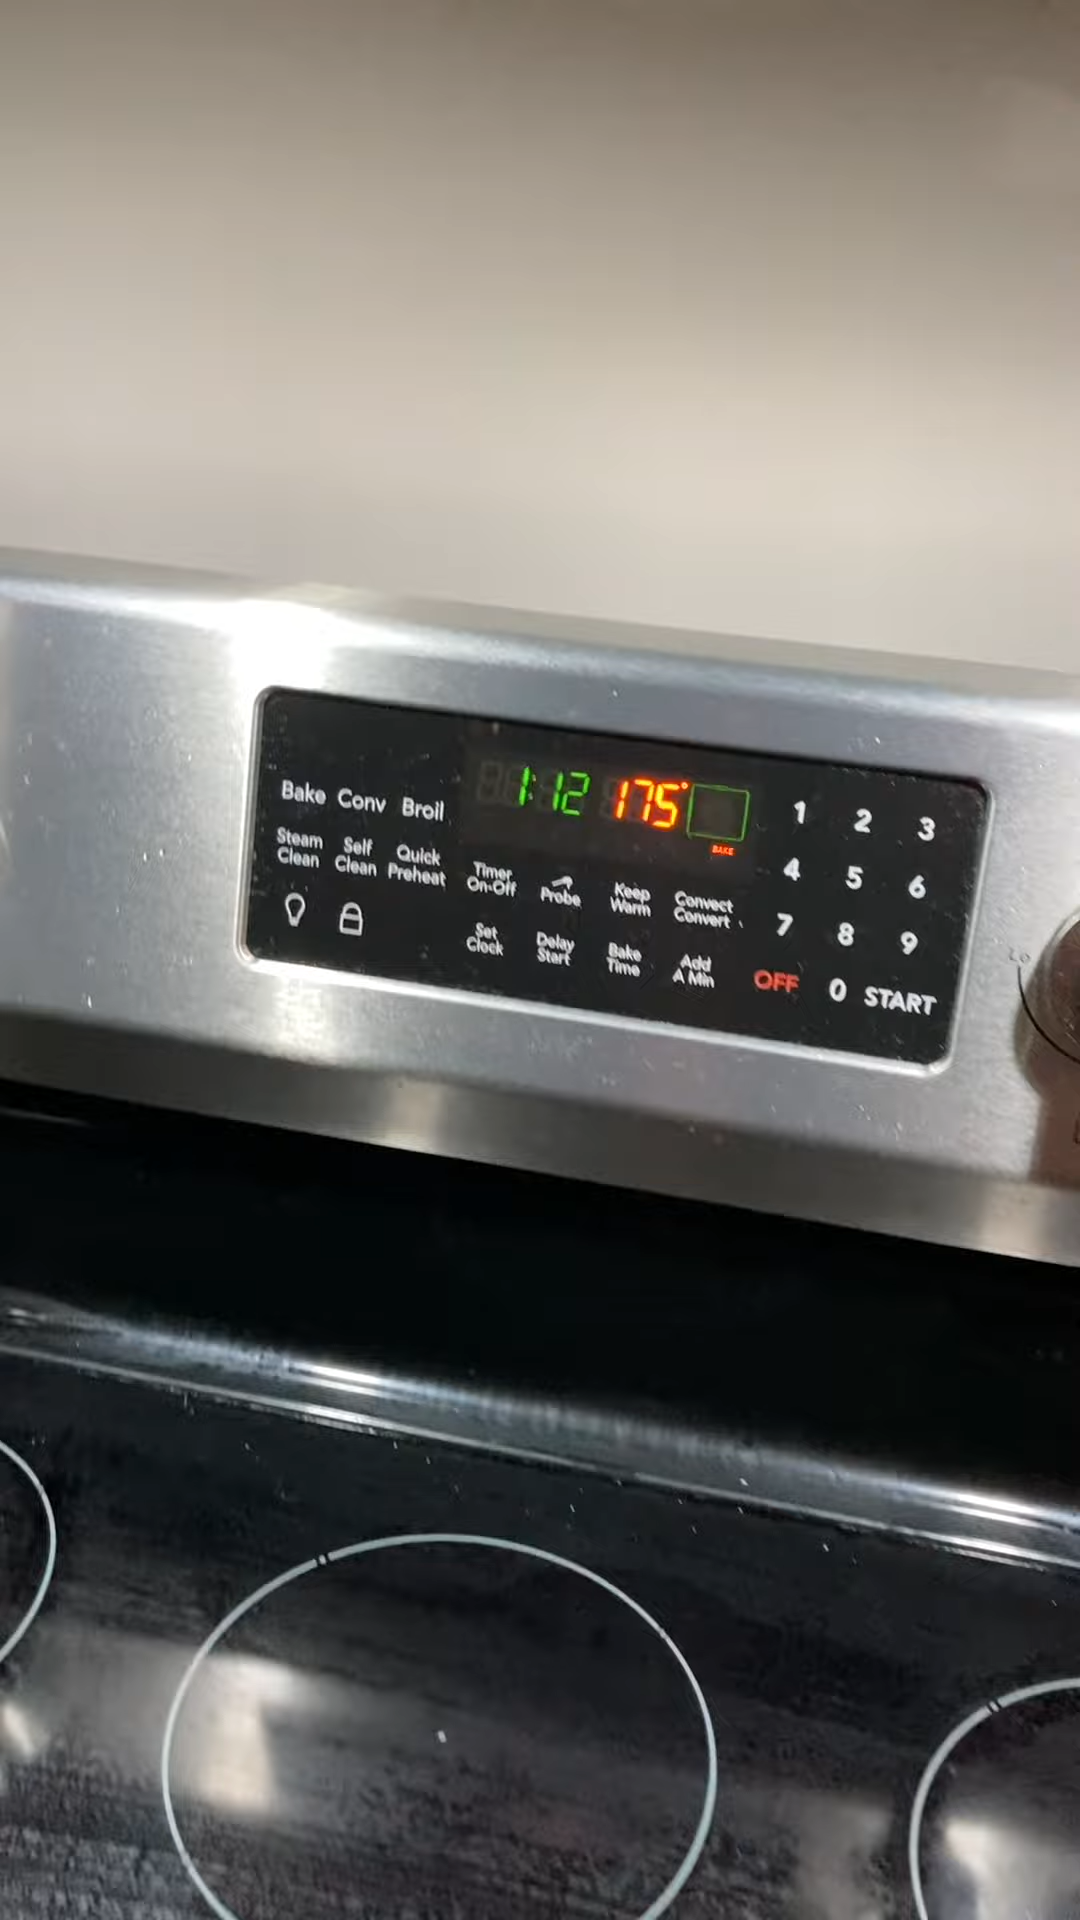 1:12 175°
BAKE
Bake Conv Broil
Steam Clean Self Clean Quick Preheat
Timer On-Off Probe Keep Warm Convect Convert
Set Clock Delay Start Bake Time Add A Min
1 2 3
4 5 6
7 8 9
OFF 0 START
Lo